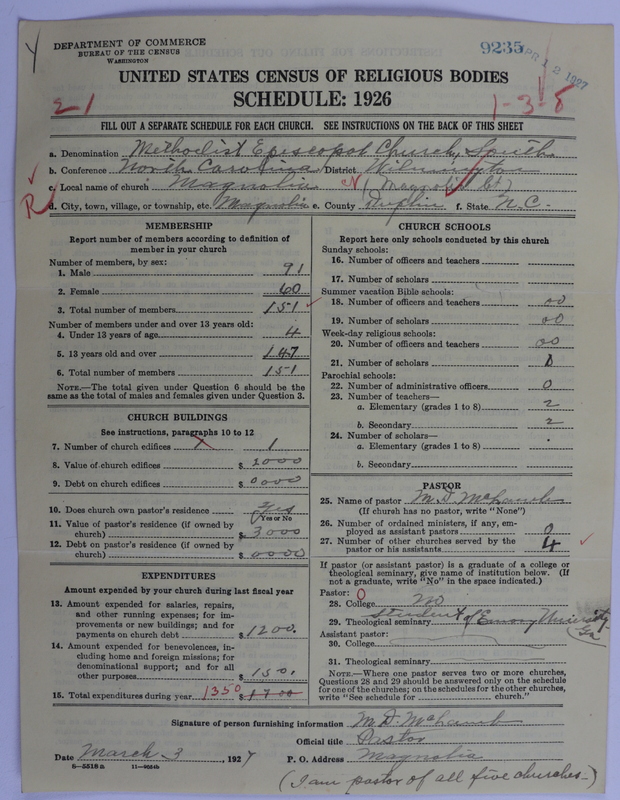 DEPARTMENT OF COMMERCE
BUREAU OF THE CENSUS
WASHINGTON
9235
APR 12 1927
UNITED STATES CENSUS OF RELIGIOUS BODIES
SCHEDULE: 1926
1-3-8
FILL OUT A SEPARATE SCHEDULE FOR EACH CHURCH. SEE INSTRUCTIONS ON THE BACK OF THIS SHEET
a. Denomination Methodist Episcopal Church, South
b. Conference North Carolina District Wilmington
c. Local name of church Magnolia (Magnolia Ct)
d. City, town, village, or township, etc. Magnolia e. County Duplin f. State N.C.
MEMBERSHIP
Report number of members according to definition of
member in your church
Number of members, by sex:
1. Male 91
2. Female 60
3. Total number of members 151
Number of members under and over 13 years old:
4. Under 13 years of age 4
5. 13 years old and over 147
6. Total number of members 151
NOTE.—The total given under Question 6 should be
the same as the total of males and females given under Question 3.
CHURCH BUILDINGS
See instructions, paragraphs 10 to 12
7. Number of church edifices 1
8. Value of church edifices $ 2000
9. Debt on church edifices $ 0000
10. Does church own pastor's residence yes
(Yes or No)
11. Value of pastor's residence (if owned by
church) $ 3000
12. Debt on pastor's residence (if owned by
church) $ 0000
EXPENDITURES
Amount expended by your church during last fiscal year
13. Amount expended for salaries, repairs,
and other running expenses; for im-
provements or new buildings; and for
payments on church debt $ 1200.
14. Amount expended for benevolences, in-
cluding home and foreign missions; for
denominational support; and for all
other purposes $ 150.
15. Total expenditures during year 1350 $
CHURCH SCHOOLS
Report here only schools conducted by this church
Sunday schools:
16. Number of officers and teachers
17. Number of scholars
Summer vacation Bible schools:
18. Number of officers and teachers 00
19. Number of scholars 00
Week-day religious schools:
20. Number of officers and teachers 00
21. Number of scholars 0
Parochial schools:
22. Number of administrative officers 0
23. Number of teachers—
a. Elementary (grades 1 to 8) 2
b. Secondary 2
24. Number of scholars—
a. Elementary (grades 1 to 8)
b. Secondary
PASTOR
25. Name of pastor M. D.
(If church has no pastor, write "None")
26. Number of ordained ministers, if any, em-
ployed as assistant pastors 0
27. Number of other churches served by the
pastor or his assistants 4
If pastor (or assistant pastor) is a graduate of a college or
theological seminary, give name of institution below. (If
not a graduate, write "No" in the space indicated.)
Pastor: 0
28. College No
29. Theological seminary Student of Emory University Ga
Assistant pastor:
30. College
31. Theological seminary
NOTE.—Where one pastor serves two or more churches,
Questions 28 and 29 should be answered only on the schedule
for one of the churches; on the schedules for the other churches,
write "See schedule for church."
Signature of person furnishing information M. D.
Official title Pastor
Date March 3, 1927 P. O. Address Magnolia
(I am pastor of all five churches.)